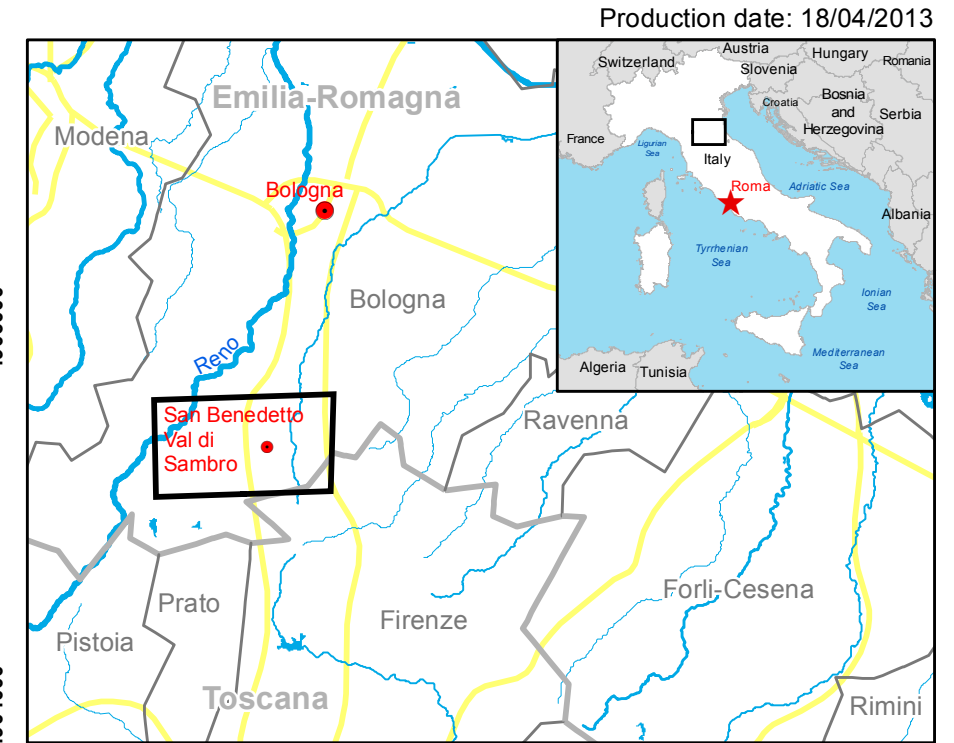 Production date: 18/04/2013
Emilia-Romagna
Modena
Bologna
Bologna
Reno
San Benedetto
Val di
Sambro
Ravenna
Forli-Cesena
Prato
Firenze
Pistoia
Toscana
Rimini
Austria
Switzerland
Hungary
Slovenia
Romania
Croatia
Bosnia
and
Herzegovina
Serbia
France
Ligurian
Sea
Italy
Roma
Adriatic Sea
Albania
Tyrrhenian
Sea
Ionian
Sea
Mediterranean
Sea
Algeria
Tunisia